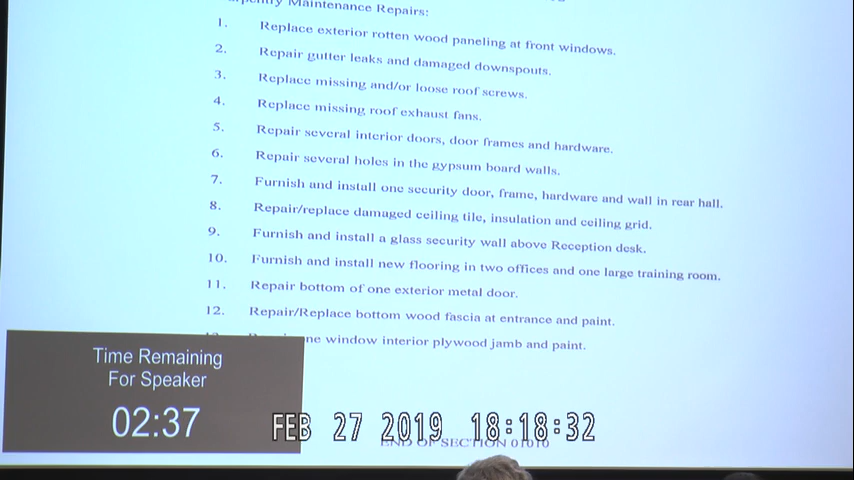 Maintenance Repairs:
1. Replace exterior rotten wood paneling at front windows.
2. Repair gutter leaks and damaged downspouts.
3. Replace missing and/or loose roof screws.
4. Replace missing roof exhaust fans.
5. Repair several interior doors, door frames and hardware.
6. Repair several holes in the gypsum board walls.
7. Furnish and install one security door, frame, hardware and wall in rear hall.
8. Repair/replace damaged ceiling tile, insulation and ceiling grid.
9. Furnish and install a glass security wall above Reception desk.
10. Furnish and install new flooring in two offices and one large training room.
11. Repair bottom of one exterior metal door.
12. Repair/Replace bottom wood fascia at entrance and paint.
window interior plywood jamb and paint.
Time Remaining
For Speaker
02:37
FEB 27 2019 18:18:32
END OF SECTION 01010